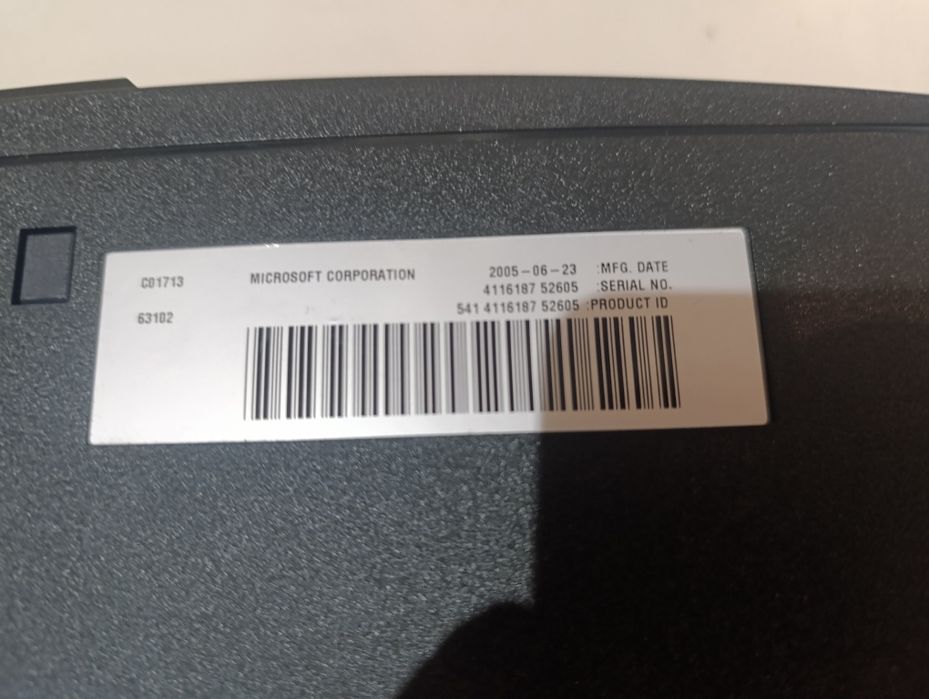 C01713
63102
MICROSOFT CORPORATION
2005-06-23 :MFG. DATE
4116187 52605 :SERIAL NO.
541 4116187 52605 :PRODUCT ID